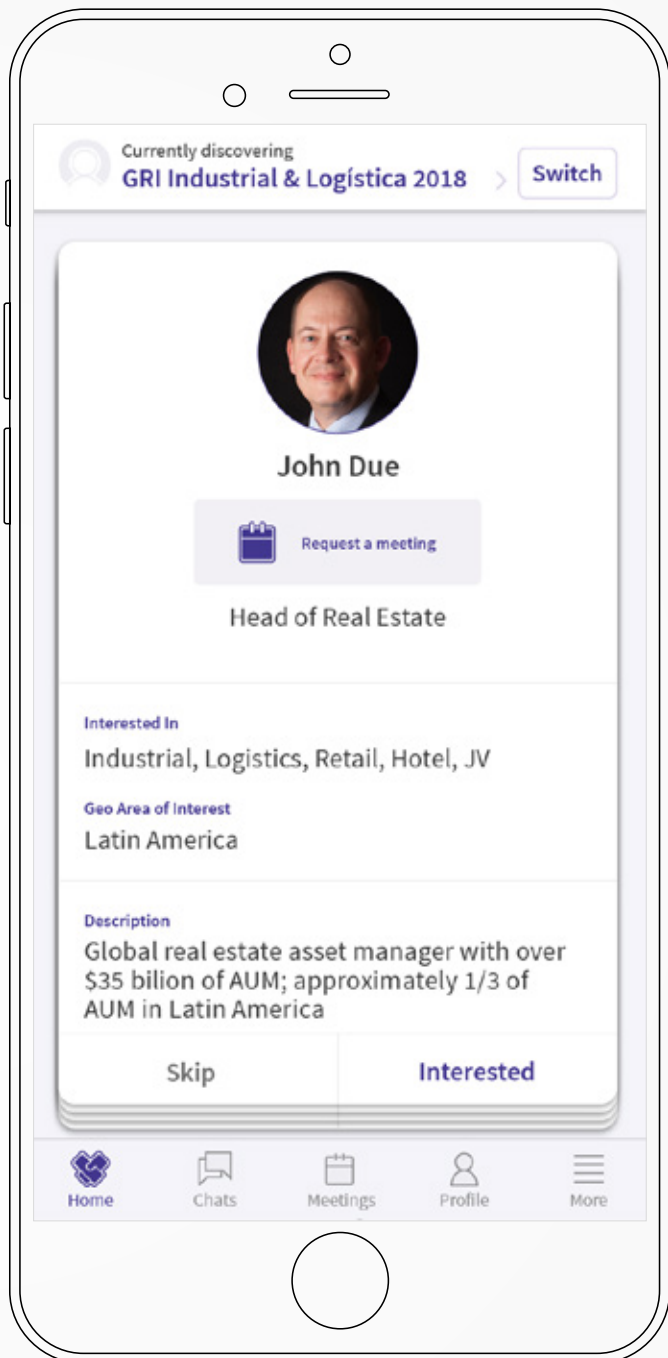 Currently discovering
GRI Industrial & Logística 2018
Switch
John Due
Request a meeting
Head of Real Estate
Interested In
Industrial, Logistics, Retail, Hotel, JV
Geo Area of Interest
Latin America
Description
Global real estate asset manager with over
$35 bilion of AUM; approximately 1/3 of
AUM in Latin America
Skip
Interested
Home
Chats
Meetings
Profile
More